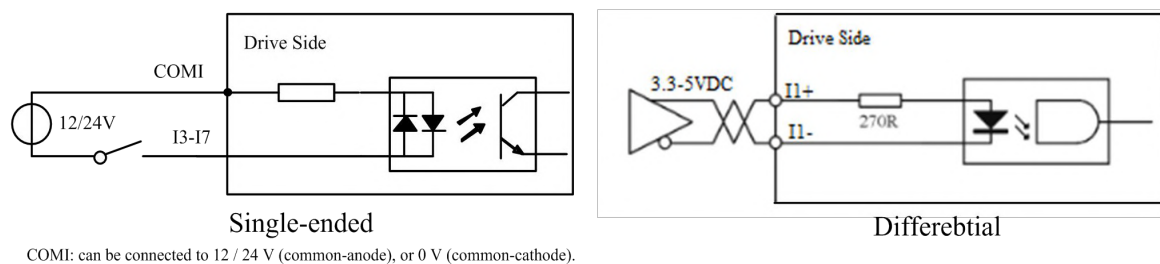 Drive Side
COMI
12/24V
I3-I7
Single-ended
COMI: can be connected to 12 / 24 V (common-anode), or 0 V (common-cathode).
Drive Side
3.3-5VDC
I1+
270R
I1-
Differebtial